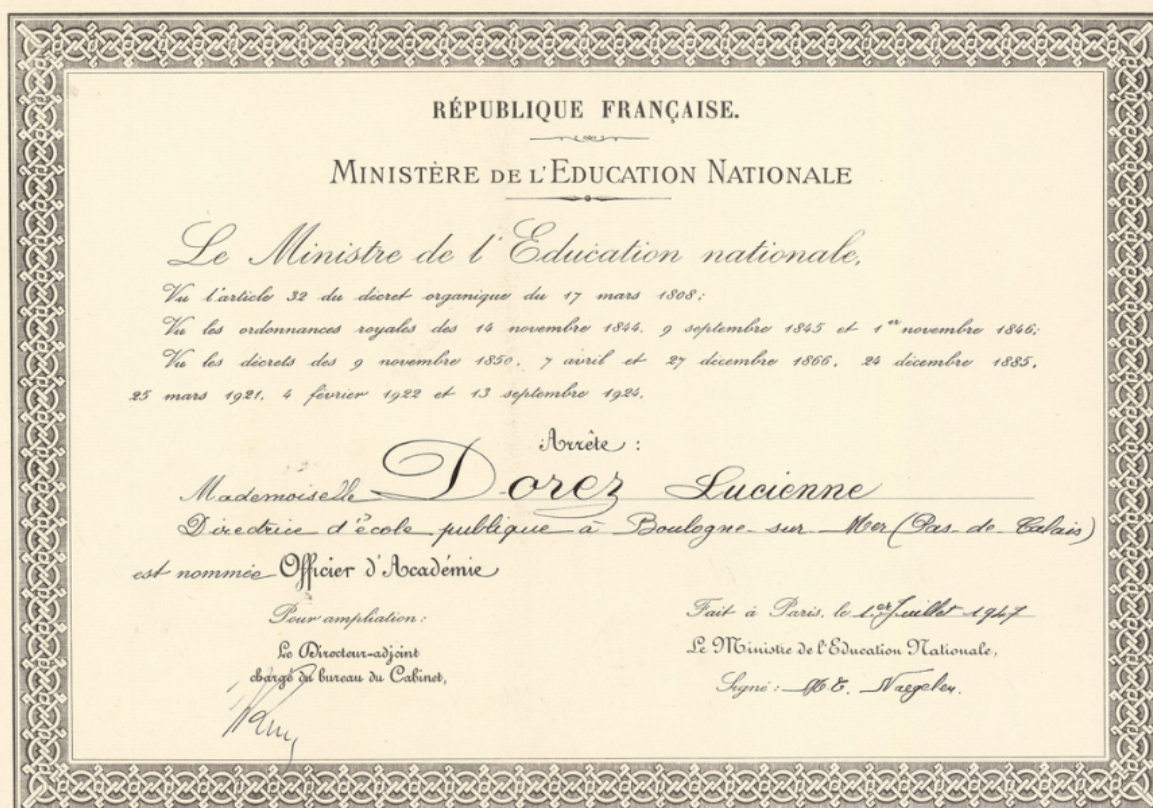 RÉPUBLIQUE FRANÇAISE.
MINISTÈRE DE L'EDUCATION NATIONALE
Le Ministre de l'Education nationale,
Vu l'article 32 du décret organique du 17 mars 1808;
Vu les ordonnances royales des 14 novembre 1844, 9 septembre 1845 et 1er novembre 1846;
Vu les décrets des 9 novembre 1850, 7 avril et 27 décembre 1866, 24 décembre 1885,
25 mars 1921, 4 février 1922 et 13 septembre 1924,
Arrête :
Mademoiselle Dorez Lucienne
Directrice d'école publique à Boulogne-sur-Mer (Pas-de-Calais)
est nommée Officier d'Académie
Pour ampliation:
Le Directeur-adjoint
chargé du bureau du Cabinet,
Fait à Paris, le 1er Juillet 1947
Le Ministre de l'Education Nationale,
Signé: M. E. Naegelen.